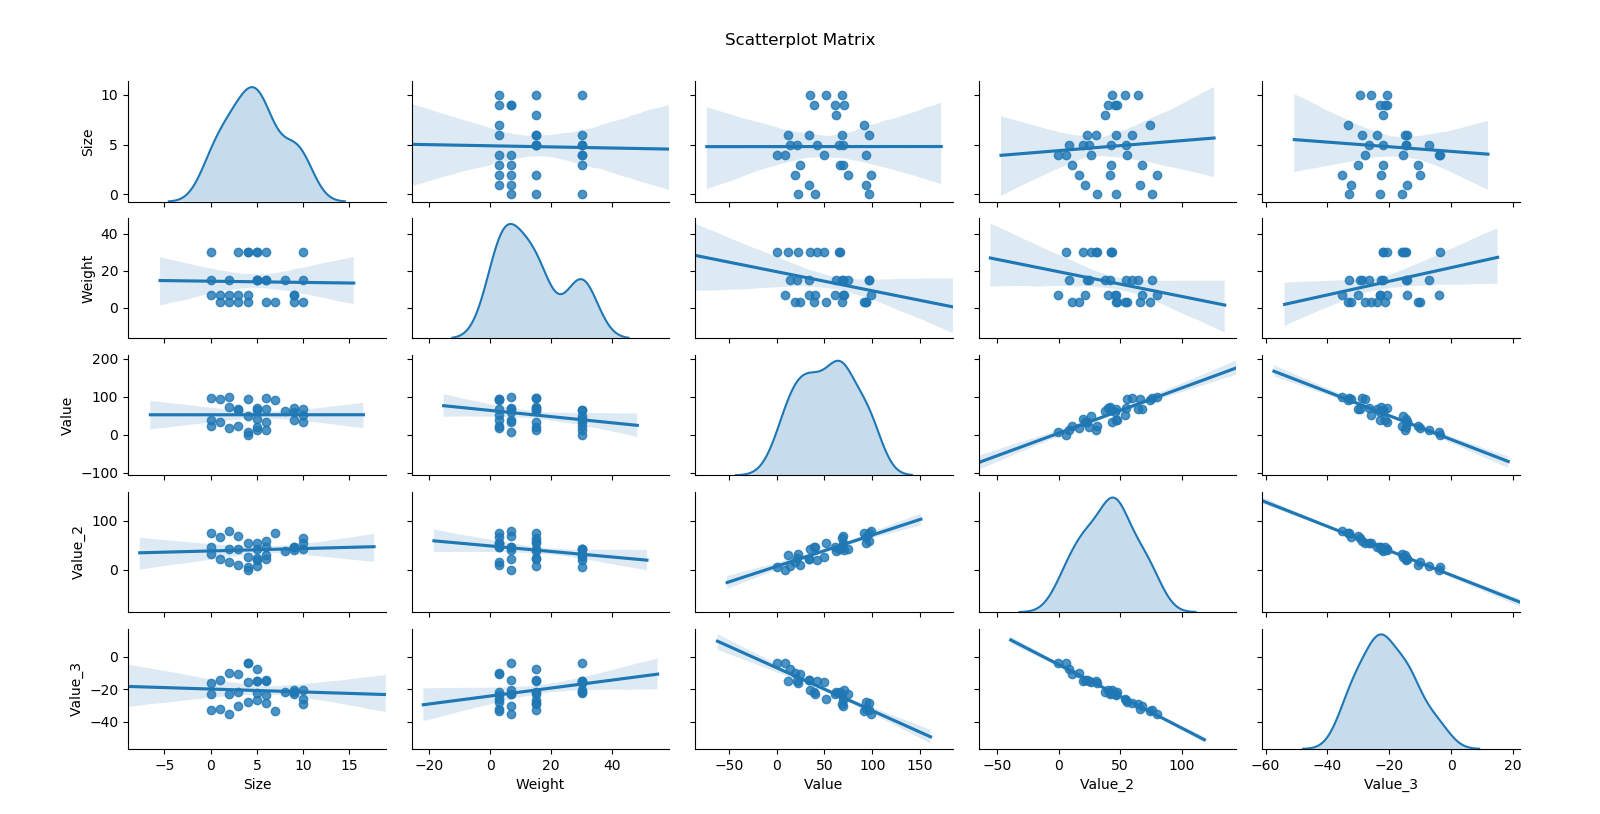 Scatterplot Matrix
10
5
0
Size
40
20
0
Weight
200
100
0
−100
Value
100
0
Value_2
0
−20
−40
Value_3
−5 0 5 10 15
−20 0 20 40
−50 0 50 100 150
−50 0 50 100
−60 −40 −20 0 20
Size Weight Value Value_2 Value_3